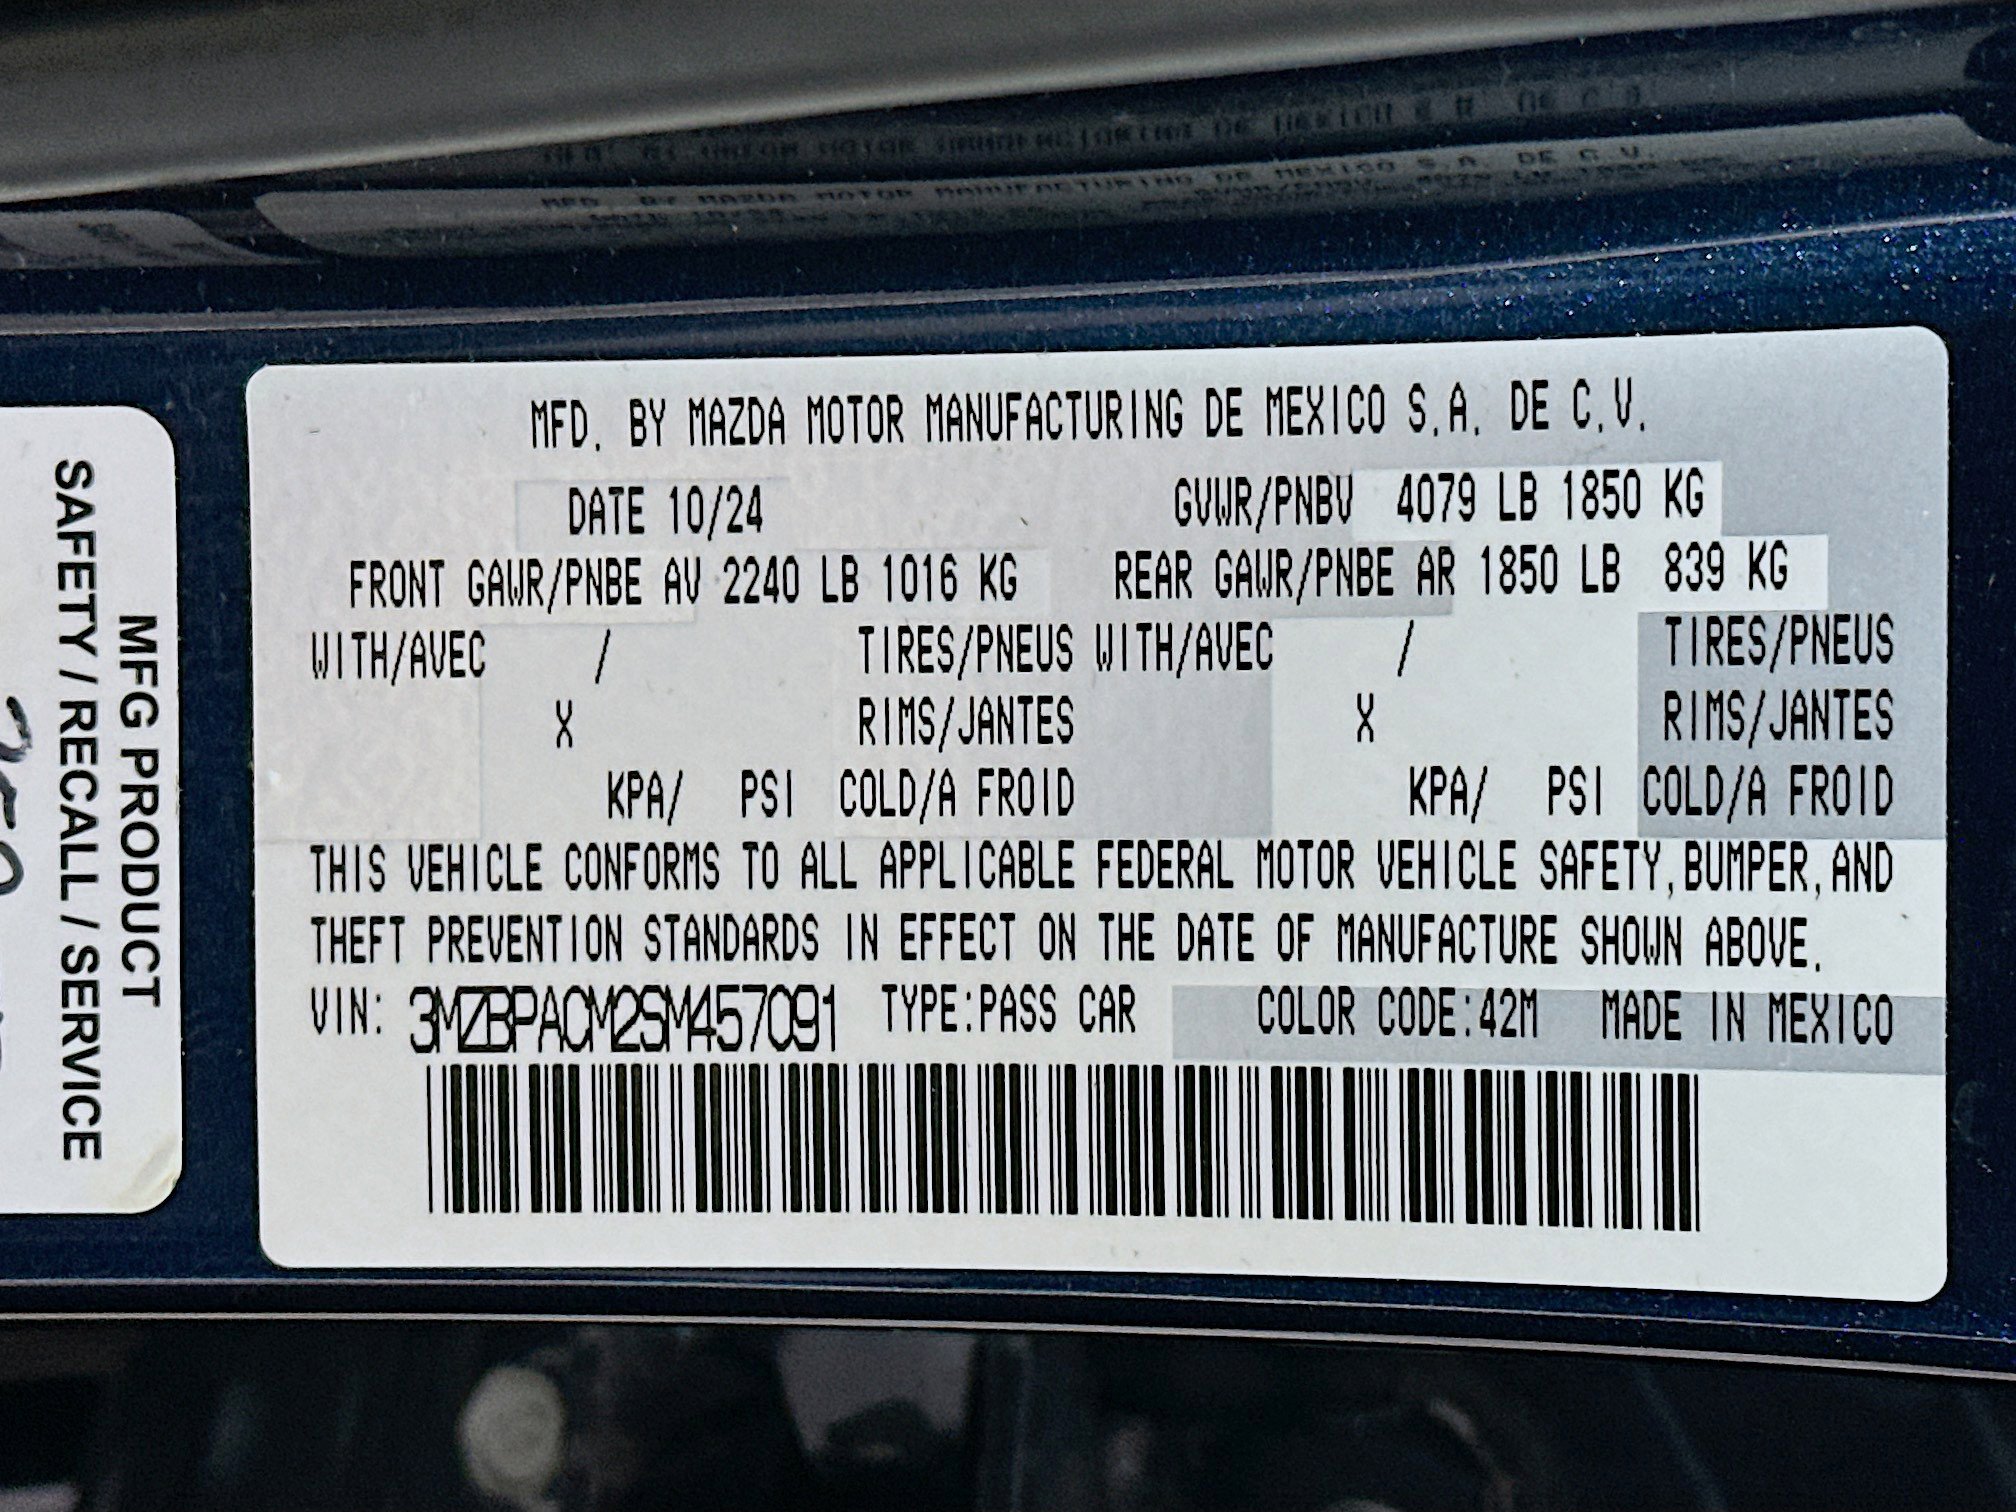 MFG PRODUCT
SAFETY / RECALL / SERVICE
MFD. BY MAZDA MOTOR MANUFACTURING DE MEXICO S.A. DE C.V.
DATE 10/24 GVWR/PNBV 4079 LB 1850 KG
FRONT GAWR/PNBE AV 2240 LB 1016 KG REAR GAWR/PNBE AR 1850 LB 839 KG
WITH/AVEC / TIRES/PNEUS WITH/AVEC / TIRES/PNEUS
X RIMS/JANTES X RIMS/JANTES
KPA/ PSI COLD/A FROID KPA/ PSI COLD/A FROID
THIS VEHICLE CONFORMS TO ALL APPLICABLE FEDERAL MOTOR VEHICLE SAFETY,BUMPER,AND
THEFT PREVENTION STANDARDS IN EFFECT ON THE DATE OF MANUFACTURE SHOWN ABOVE.
VIN: 3MZBPACM2SM457091 TYPE:PASS CAR COLOR CODE:42M MADE IN MEXICO